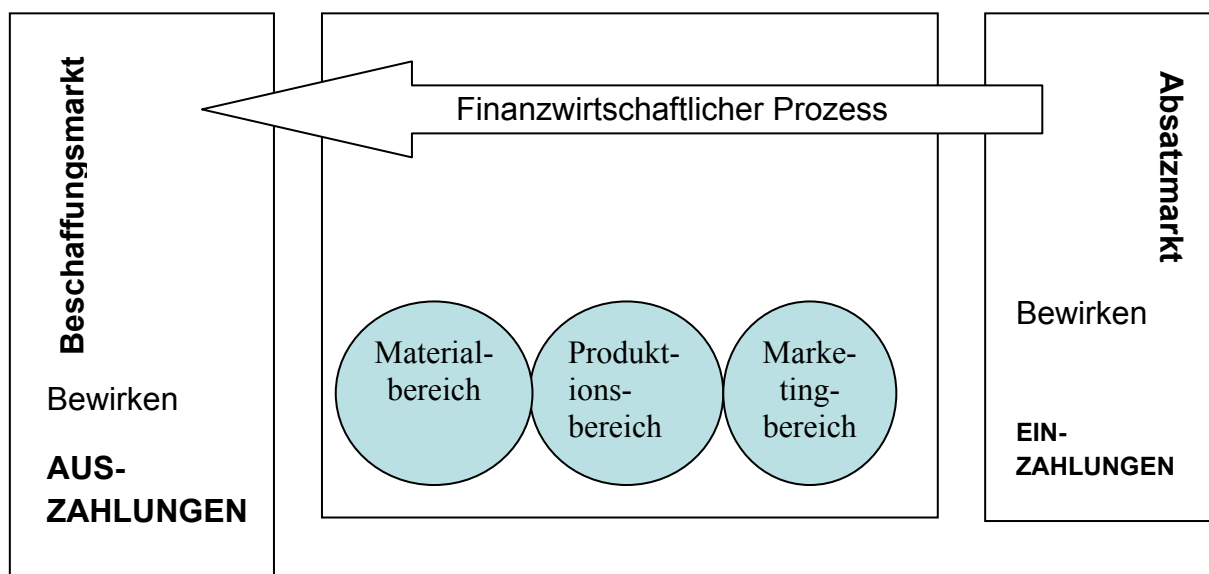 Beschaffungsmarkt
Bewirken
AUS-
ZAHLUNGEN
Finanzwirtschaftlicher Prozess
Material-
bereich
Produkt-
ions-
bereich
Marke-
ting-
bereich
Absatzmarkt
Bewirken
EIN-
ZAHLUNGEN